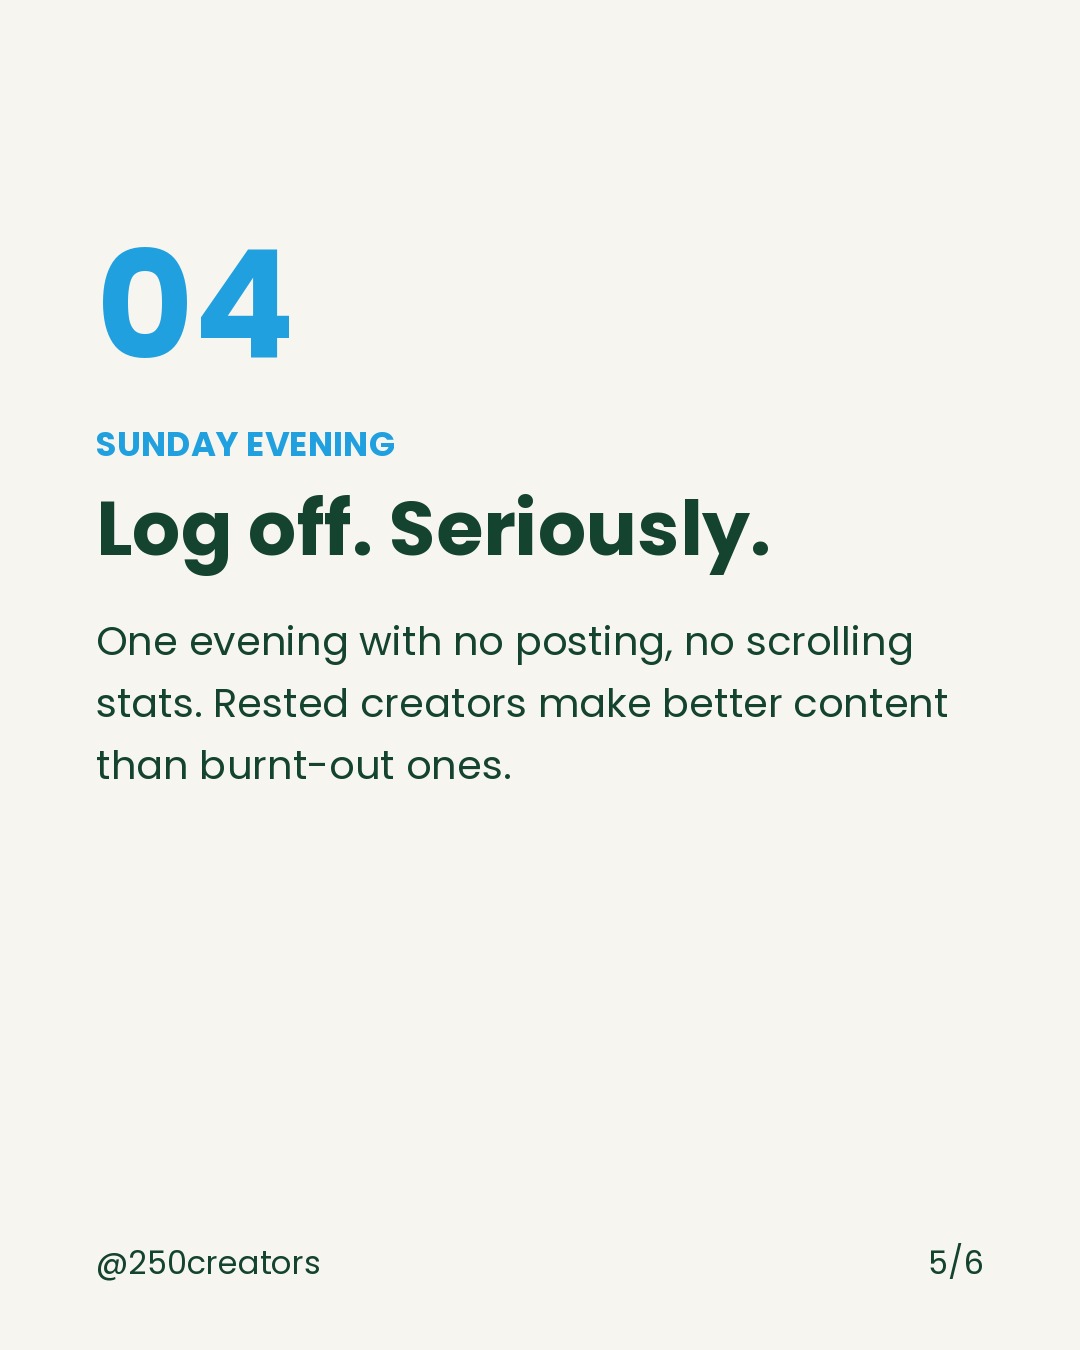 04
SUNDAY EVENING
Log off. Seriously.
One evening with no posting, no scrolling
stats. Rested creators make better content
than burnt-out ones.
@250creators
5/6